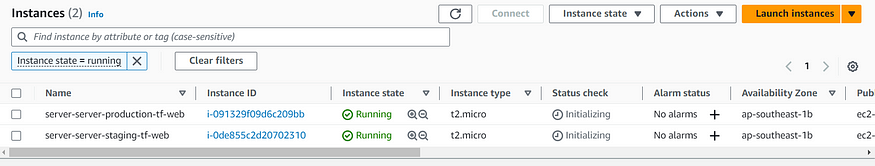 Instances (2) Info
Connect Instance state Actions Launch instances
Find instance by attribute or tag (case-sensitive)
Instance state = running Clear filters
1
Name Instance ID Instance state Instance type Status check Alarm status Availability Zone Publ
server-server-production-tf-web i-091329f09d6c209bb Running t2.micro Initializing No alarms ap-southeast-1b ec2-
server-server-staging-tf-web i-0de855c2d20702310 Running t2.micro Initializing No alarms ap-southeast-1b ec2-